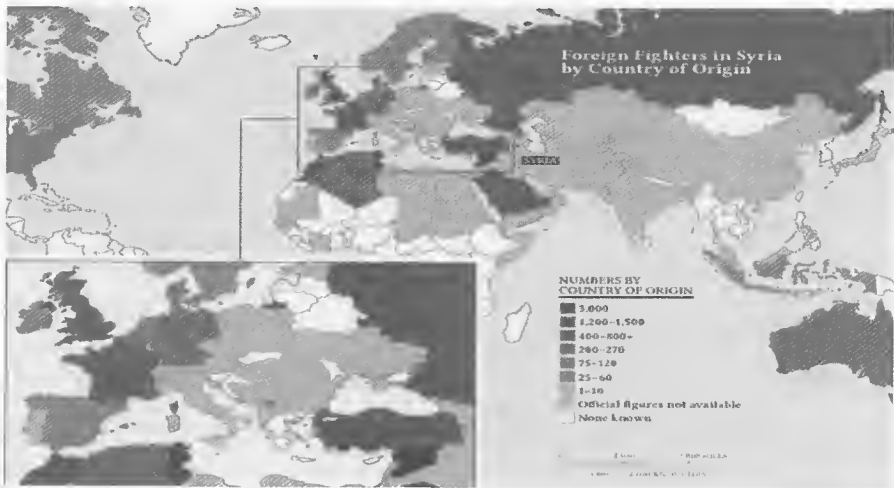 Foreign Fighters in Syria
by Country of Origin
SYRIA
NUMBERS BY
COUNTRY OF ORIGIN
3,000
1,200–1,500
400–800+
200–270
75–120
25–60
1–10
Official figures not available
None known